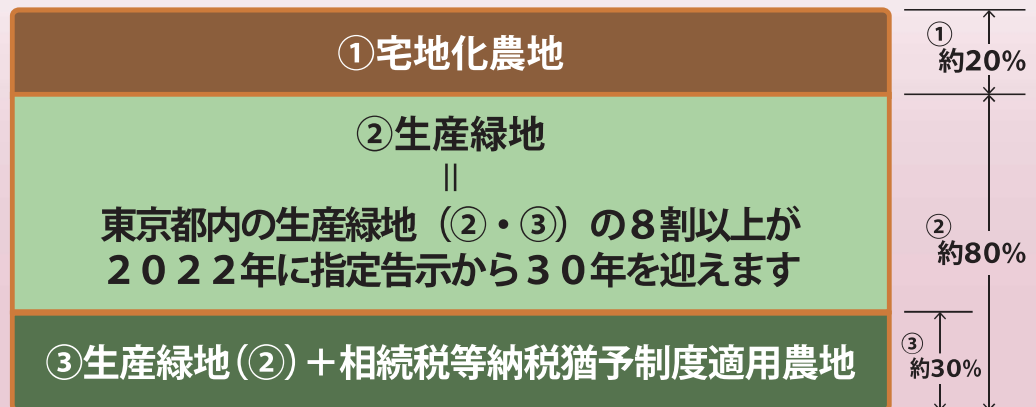 ①宅地化農地
①
約20%
②生産緑地
＝
東京都内の生産緑地（②・③）の８割以上が
２０２２年に指定告示から３０年を迎えます
②
約80%
③生産緑地（②）＋相続税等納税猶予制度適用農地
③
約30%